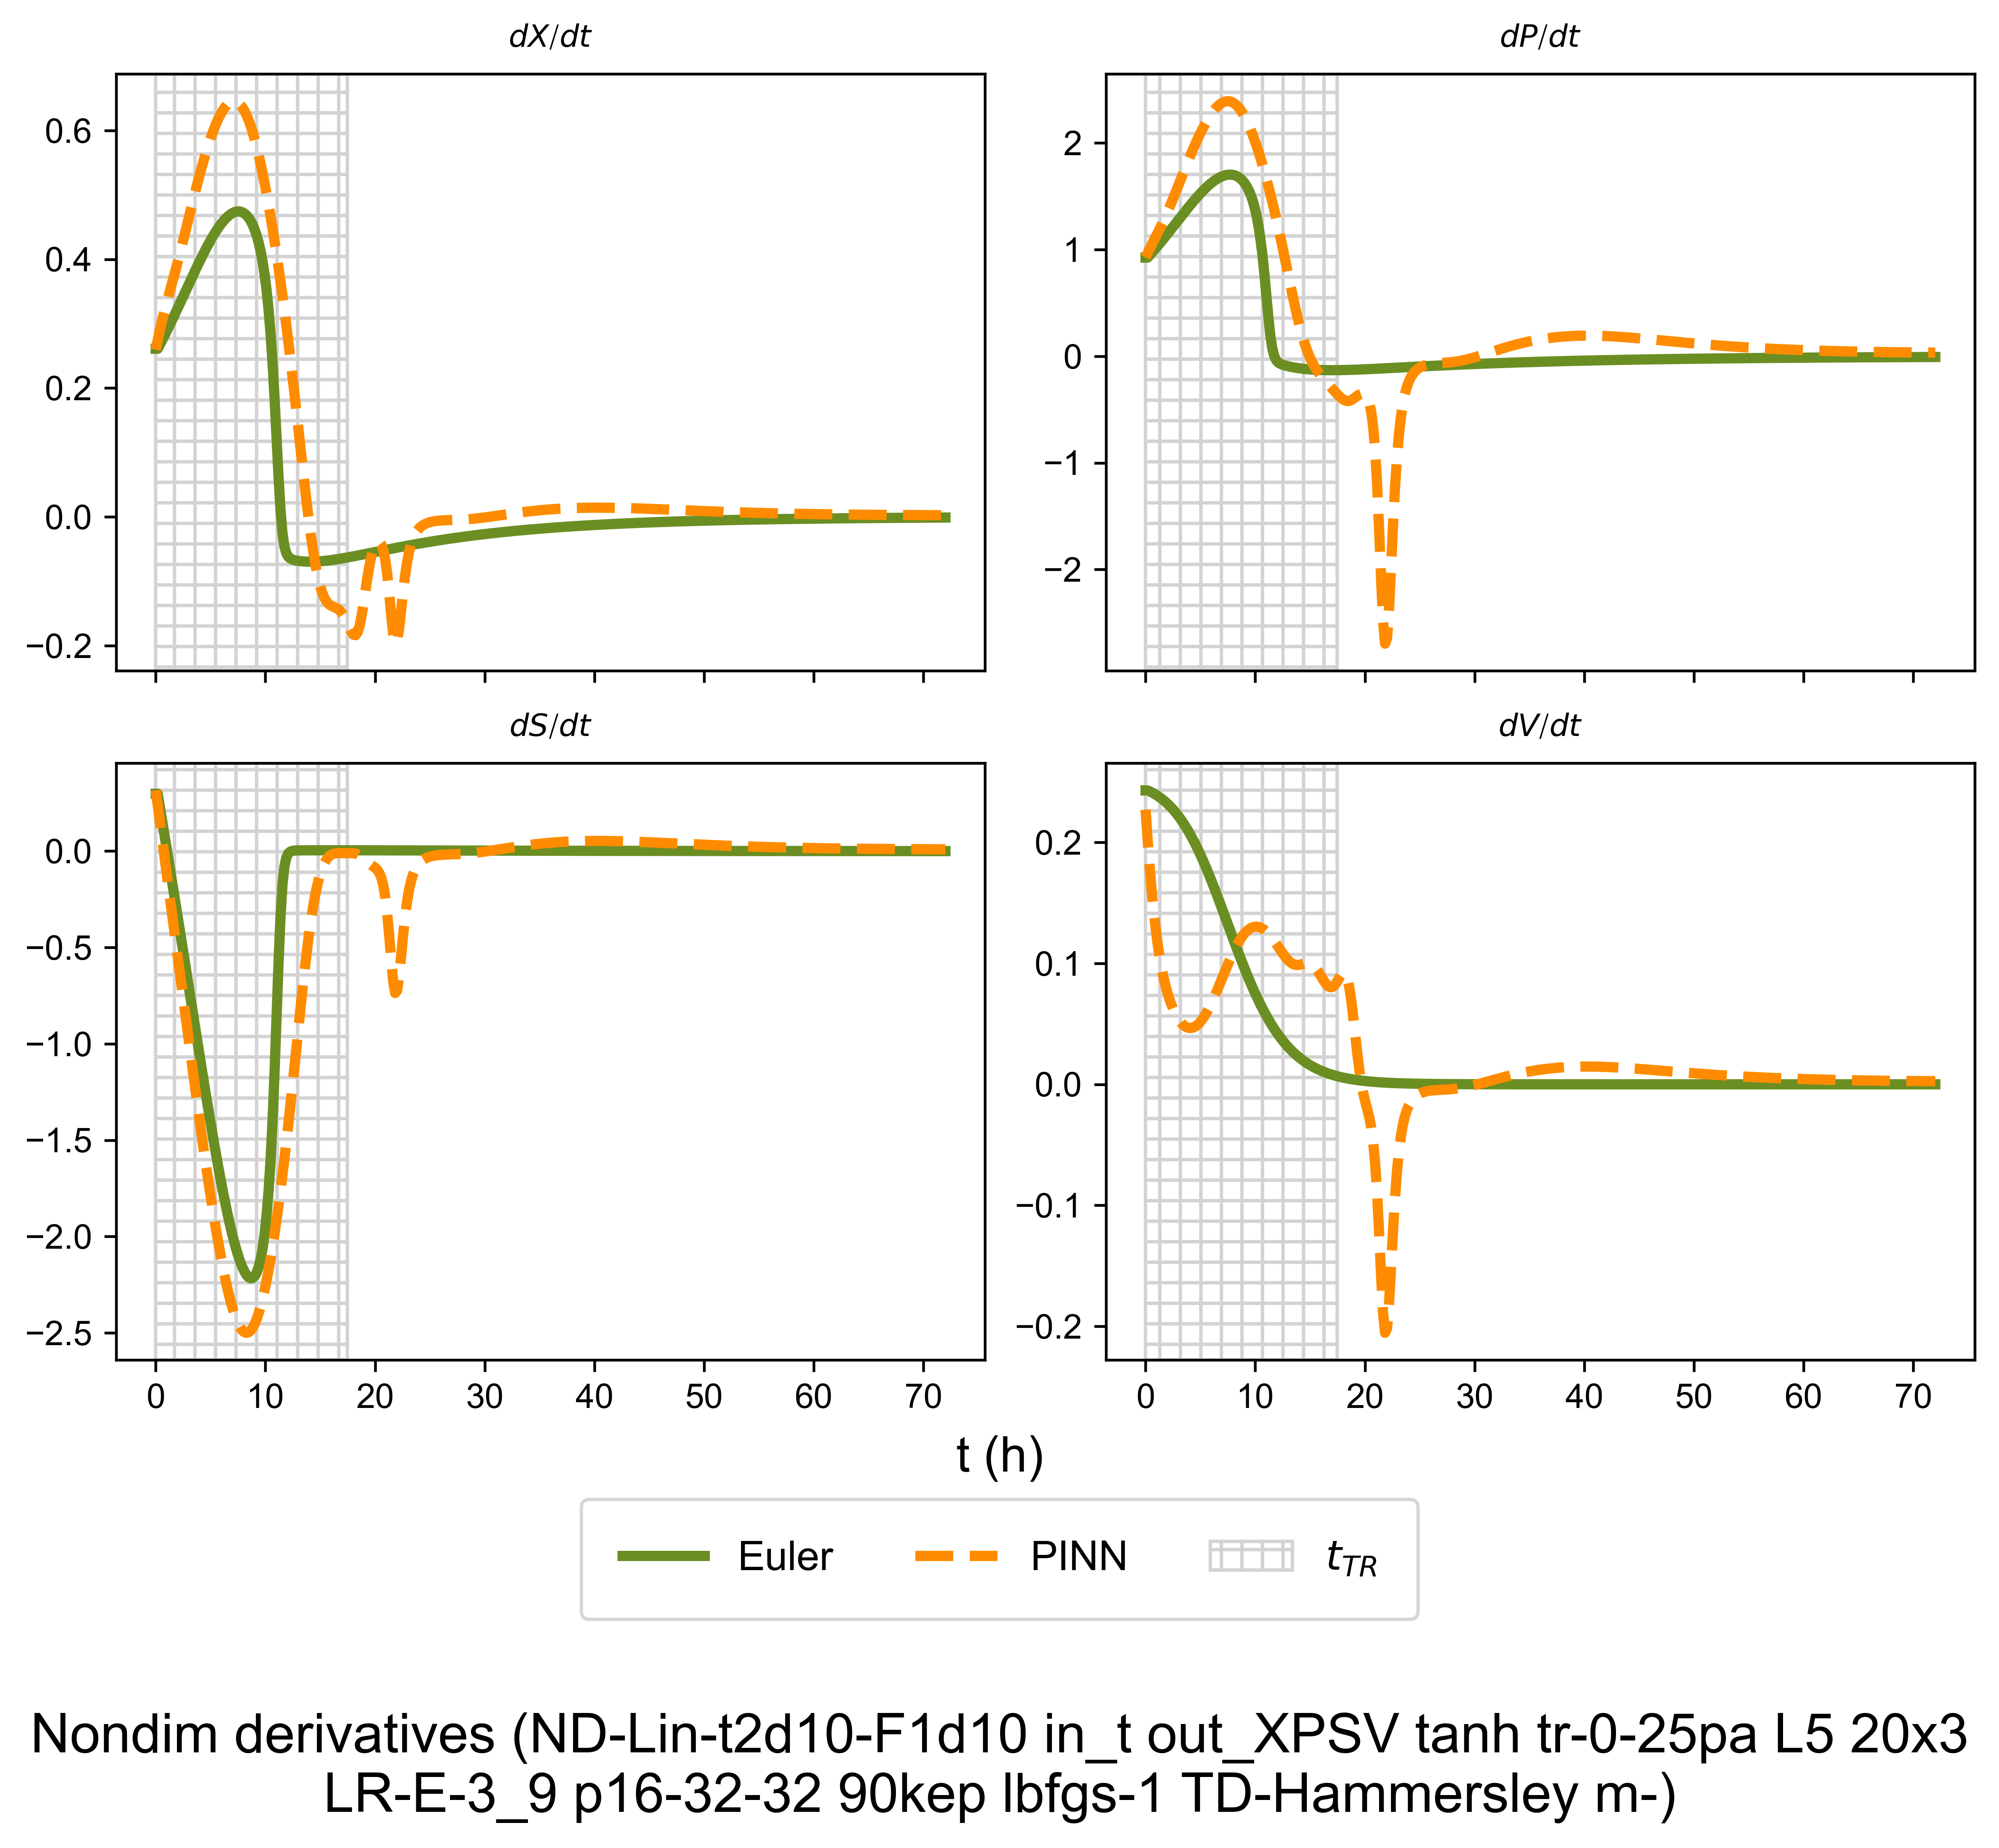 dX/dt
dP/dt
0.6
0.4
0.2
0.0
−0.2
2
1
0
−1
−2
dS/dt
dV/dt
0.0
−0.5
−1.0
−1.5
−2.0
−2.5
0.2
0.1
0.0
−0.1
−0.2
0 10 20 30 40 50 60 70
0 10 20 30 40 50 60 70
t (h)
Euler PINN t_TR
Nondim derivatives (ND-Lin-t2d10-F1d10 in_t out_XPSV tanh tr-0-25pa L5 20x3
LR-E-3_9 p16-32-32 90kep lbfgs-1 TD-Hammersley m-)